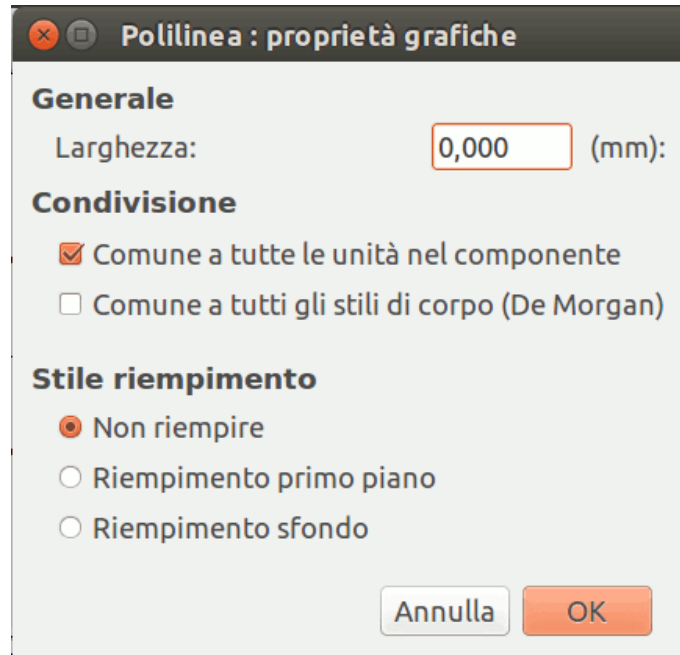 Polilinea : proprietà grafiche
Generale
Larghezza: 0,000 (mm):
Condivisione
Comune a tutte le unità nel componente
Comune a tutti gli stili di corpo (De Morgan)
Stile riempimento
Non riempire
Riempimento primo piano
Riempimento sfondo
Annulla OK